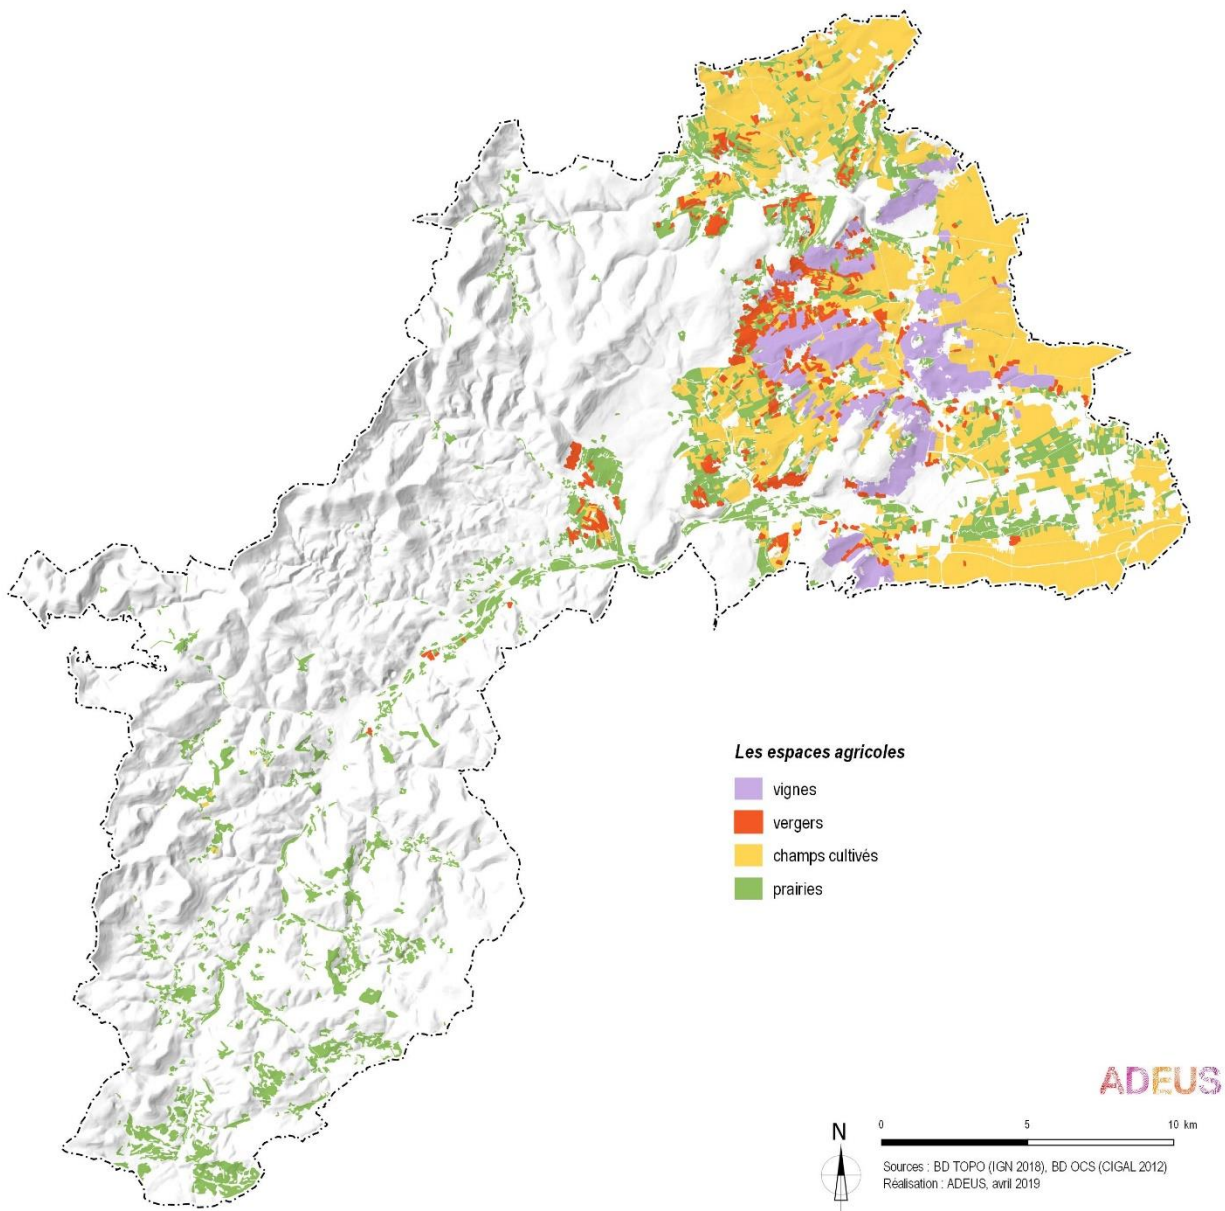 Les espaces agricoles
vignes
vergers
champs cultivés
prairies
ADEUS
N
0 5 10 km
Sources : BD TOPO (IGN 2018), BD OCS (CIGAL 2012)
Réalisation : ADEUS, avril 2019